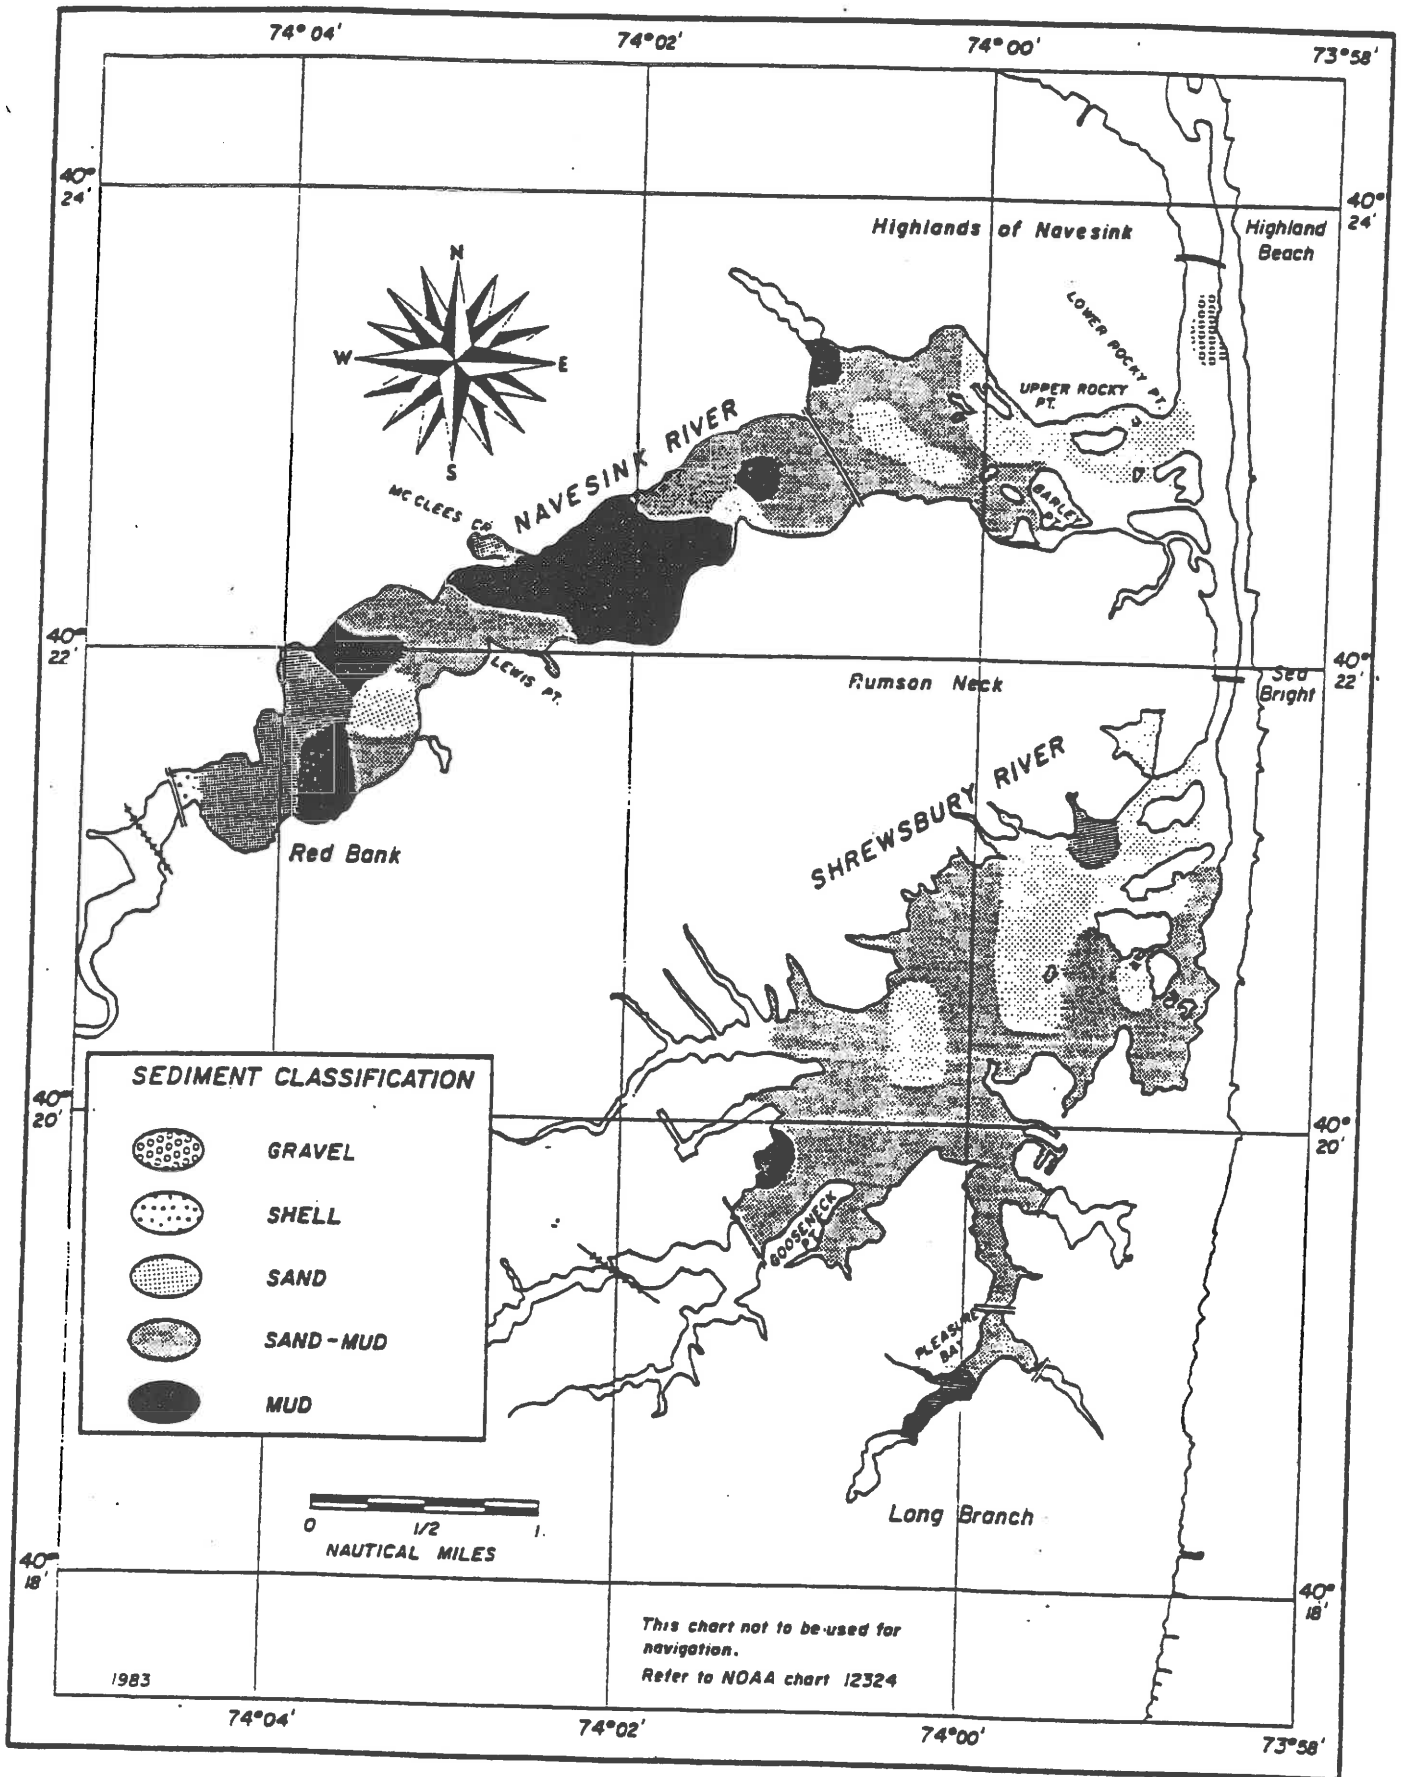 74°04'
74°02'
74°00'
73°58'
40°
24'
40°
24'
Highlands of Navesink
Highland
Beach
N
W
E
S
LOWER ROCKY PT.
UPPER ROCKY
PT.
NAVESINK RIVER
MC CLEES CR.
BARLEY
PT.
40°
22'
40°
22'
LEWIS PT.
Rumson Neck
Sea
Bright
SHREWSBURY RIVER
Red Bank
SEDIMENT CLASSIFICATION
GRAVEL
SHELL
SAND
SAND-MUD
MUD
40°
20'
40°
20'
GOOSENECK
PT.
PLEASURE
BAY
Long Branch
0
1/2
1
NAUTICAL MILES
40°
18'
40°
18'
This chart not to be used for
navigation.
Refer to NOAA chart 12324
1983
74°04'
74°02'
74°00'
73°58'